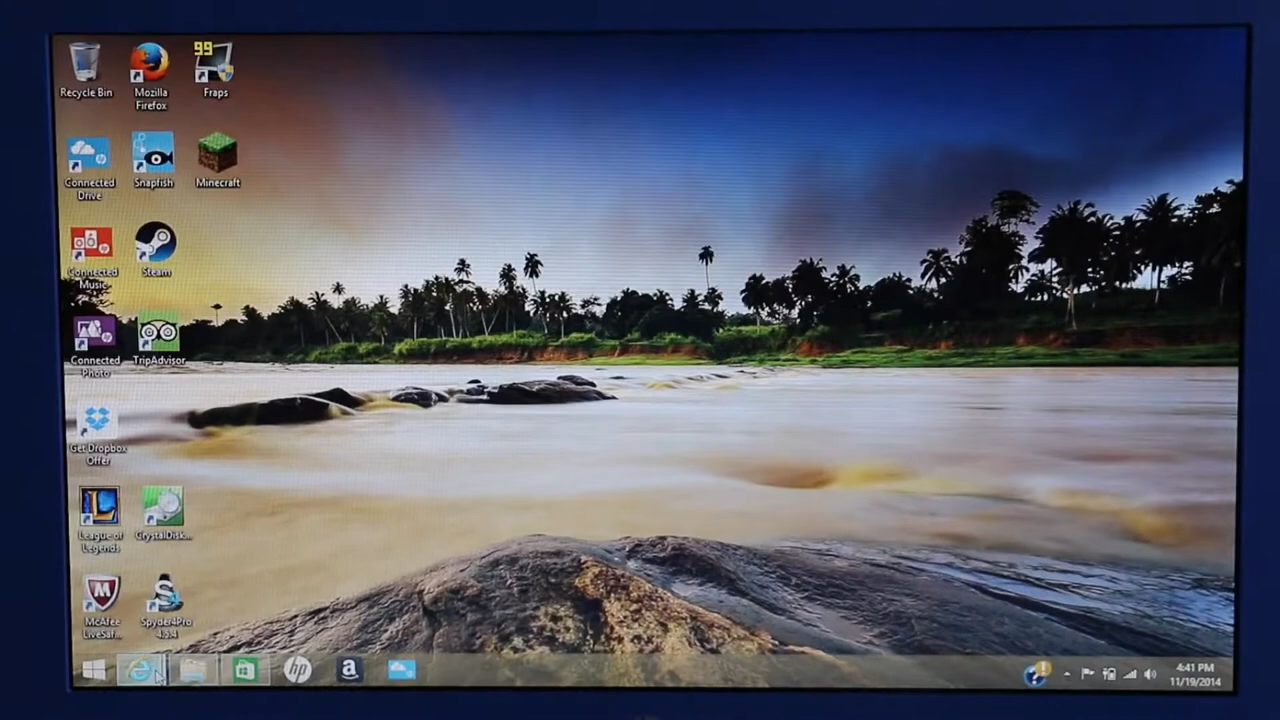 Recycle Bin
Mozilla
Firefox
99
Fraps
Connected
Drive
Snapfish
Minecraft
Connected
Music
Steam
Connected
Photo
TripAdvisor
Get Dropbox
Offer
League of
Legends
CrystalDisk...
McAfee
LiveSaf...
Spyder4Pro
4.5.4
hp
a
4:41 PM
11/19/2014